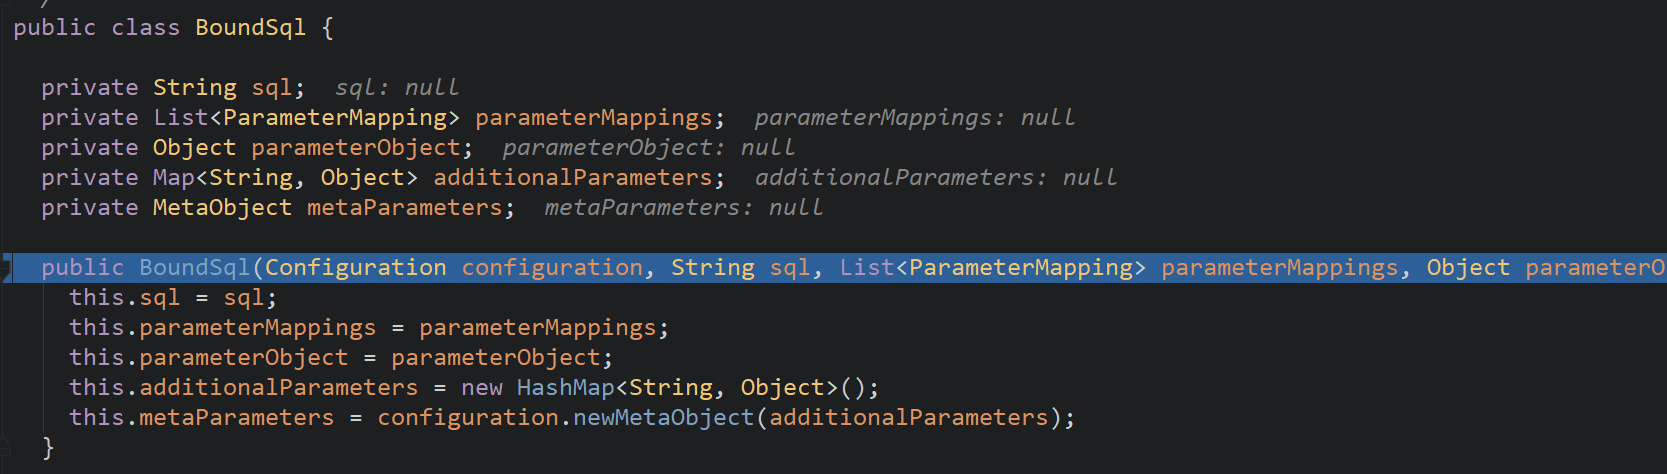 /
public class BoundSql {
private String sql;  sql: null
private List<ParameterMapping> parameterMappings;  parameterMappings: null
private Object parameterObject;  parameterObject: null
private Map<String, Object> additionalParameters;  additionalParameters: null
private MetaObject metaParameters;  metaParameters: null
public BoundSql(Configuration configuration, String sql, List<ParameterMapping> parameterMappings, Object parameterO
this.sql = sql;
this.parameterMappings = parameterMappings;
this.parameterObject = parameterObject;
this.additionalParameters = new HashMap<String, Object>();
this.metaParameters = configuration.newMetaObject(additionalParameters);
}